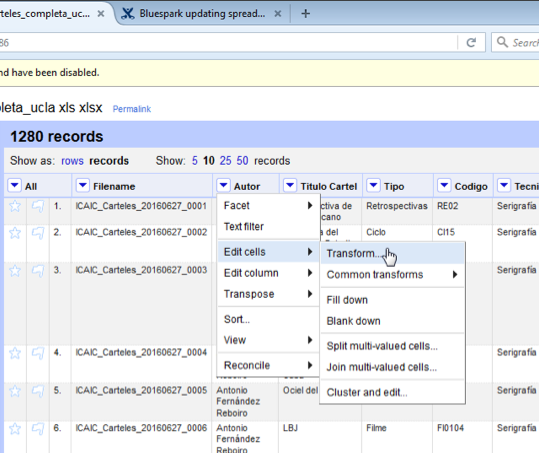 rteles_completa_uc... ×
Bluespark updating spread... × +
86
Search
nd have been disabled.
pleta_ucla xls xlsx Permalink
1280 records
Show as: rows records Show: 5 10 25 50 records
All Filename Autor Titulo Cartel Tipo Codigo Tecni
1. ICAIC_Carteles_20160627_0001 ctiva de Retrospectivas RE02 Serigrafía
cano
2. ICAIC_Carteles_20160627_0002 a del Ciclo CI15 Serigrafía
3. ICAIC_Carteles_20160627_0003 Serigrafía
4. ICAIC_Carteles_20160627_0004 Serigrafía
Reboiro
5. ICAIC_Carteles_20160627_0005 Antonio Fernández Reboiro Ociel del Serigrafía
6. ICAIC_Carteles_20160627_0006 Antonio Fernández Reboiro LBJ Filme FI0104 Serigrafía
Facet
Text filter
Edit cells
Edit column
Transpose
Sort...
View
Reconcile
Transform...
Common transforms
Fill down
Blank down
Split multi-valued cells...
Join multi-valued cells...
Cluster and edit...